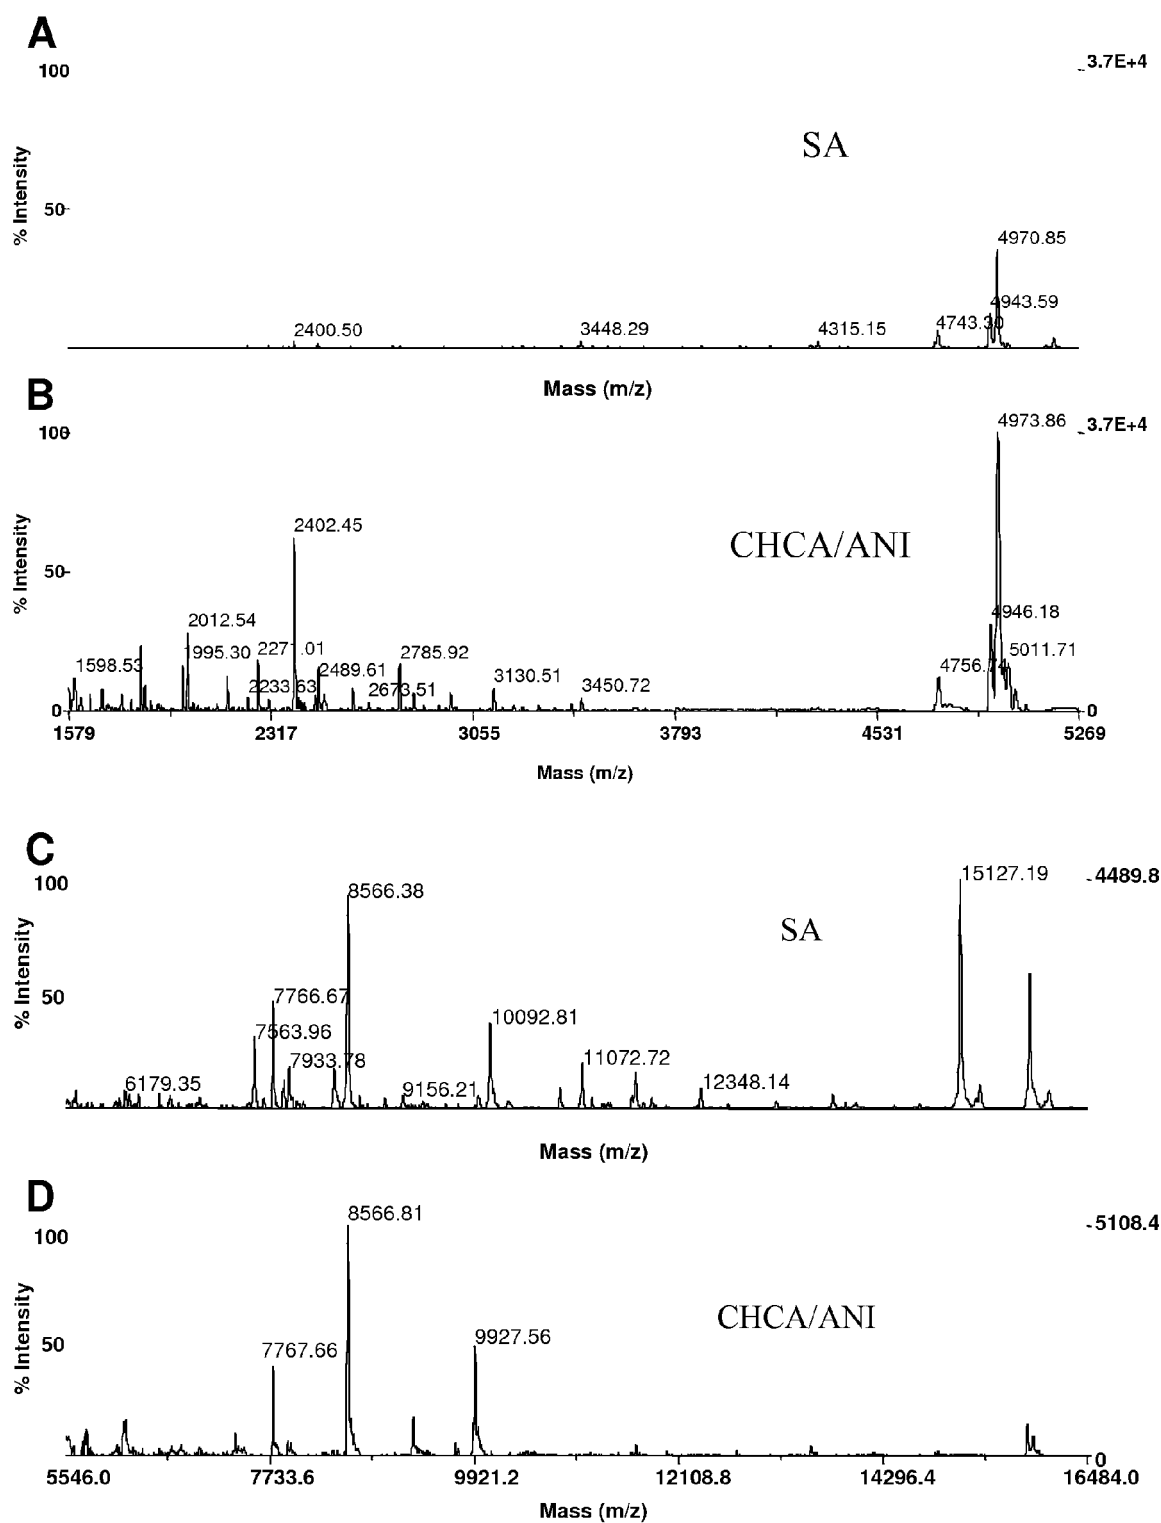 A
100
3.7E+4
SA
% Intensity
50
4970.85
4943.59
4743.30
2400.50
3448.29
4315.15
Mass (m/z)
B
100
4973.86
3.7E+4
2402.45
CHCA/ANI
% Intensity
50
2012.54
4946.18
1995.30
2271.01
5011.71
1598.53
2489.61
2785.92
4756.74
2233.63
2673.51
3130.51
3450.72
0
0
1579 2317 3055 3793 4531 5269
Mass (m/z)
C
100
15127.19
4489.8
8566.38
SA
% Intensity
50
7766.67
10092.81
7563.96
7933.78
11072.72
6179.35
9156.21
12348.14
Mass (m/z)
D
8566.81
100
5108.4
CHCA/ANI
% Intensity
50
7767.66
9927.56
0
5546.0 7733.6 9921.2 12108.8 14296.4 16484.0
Mass (m/z)